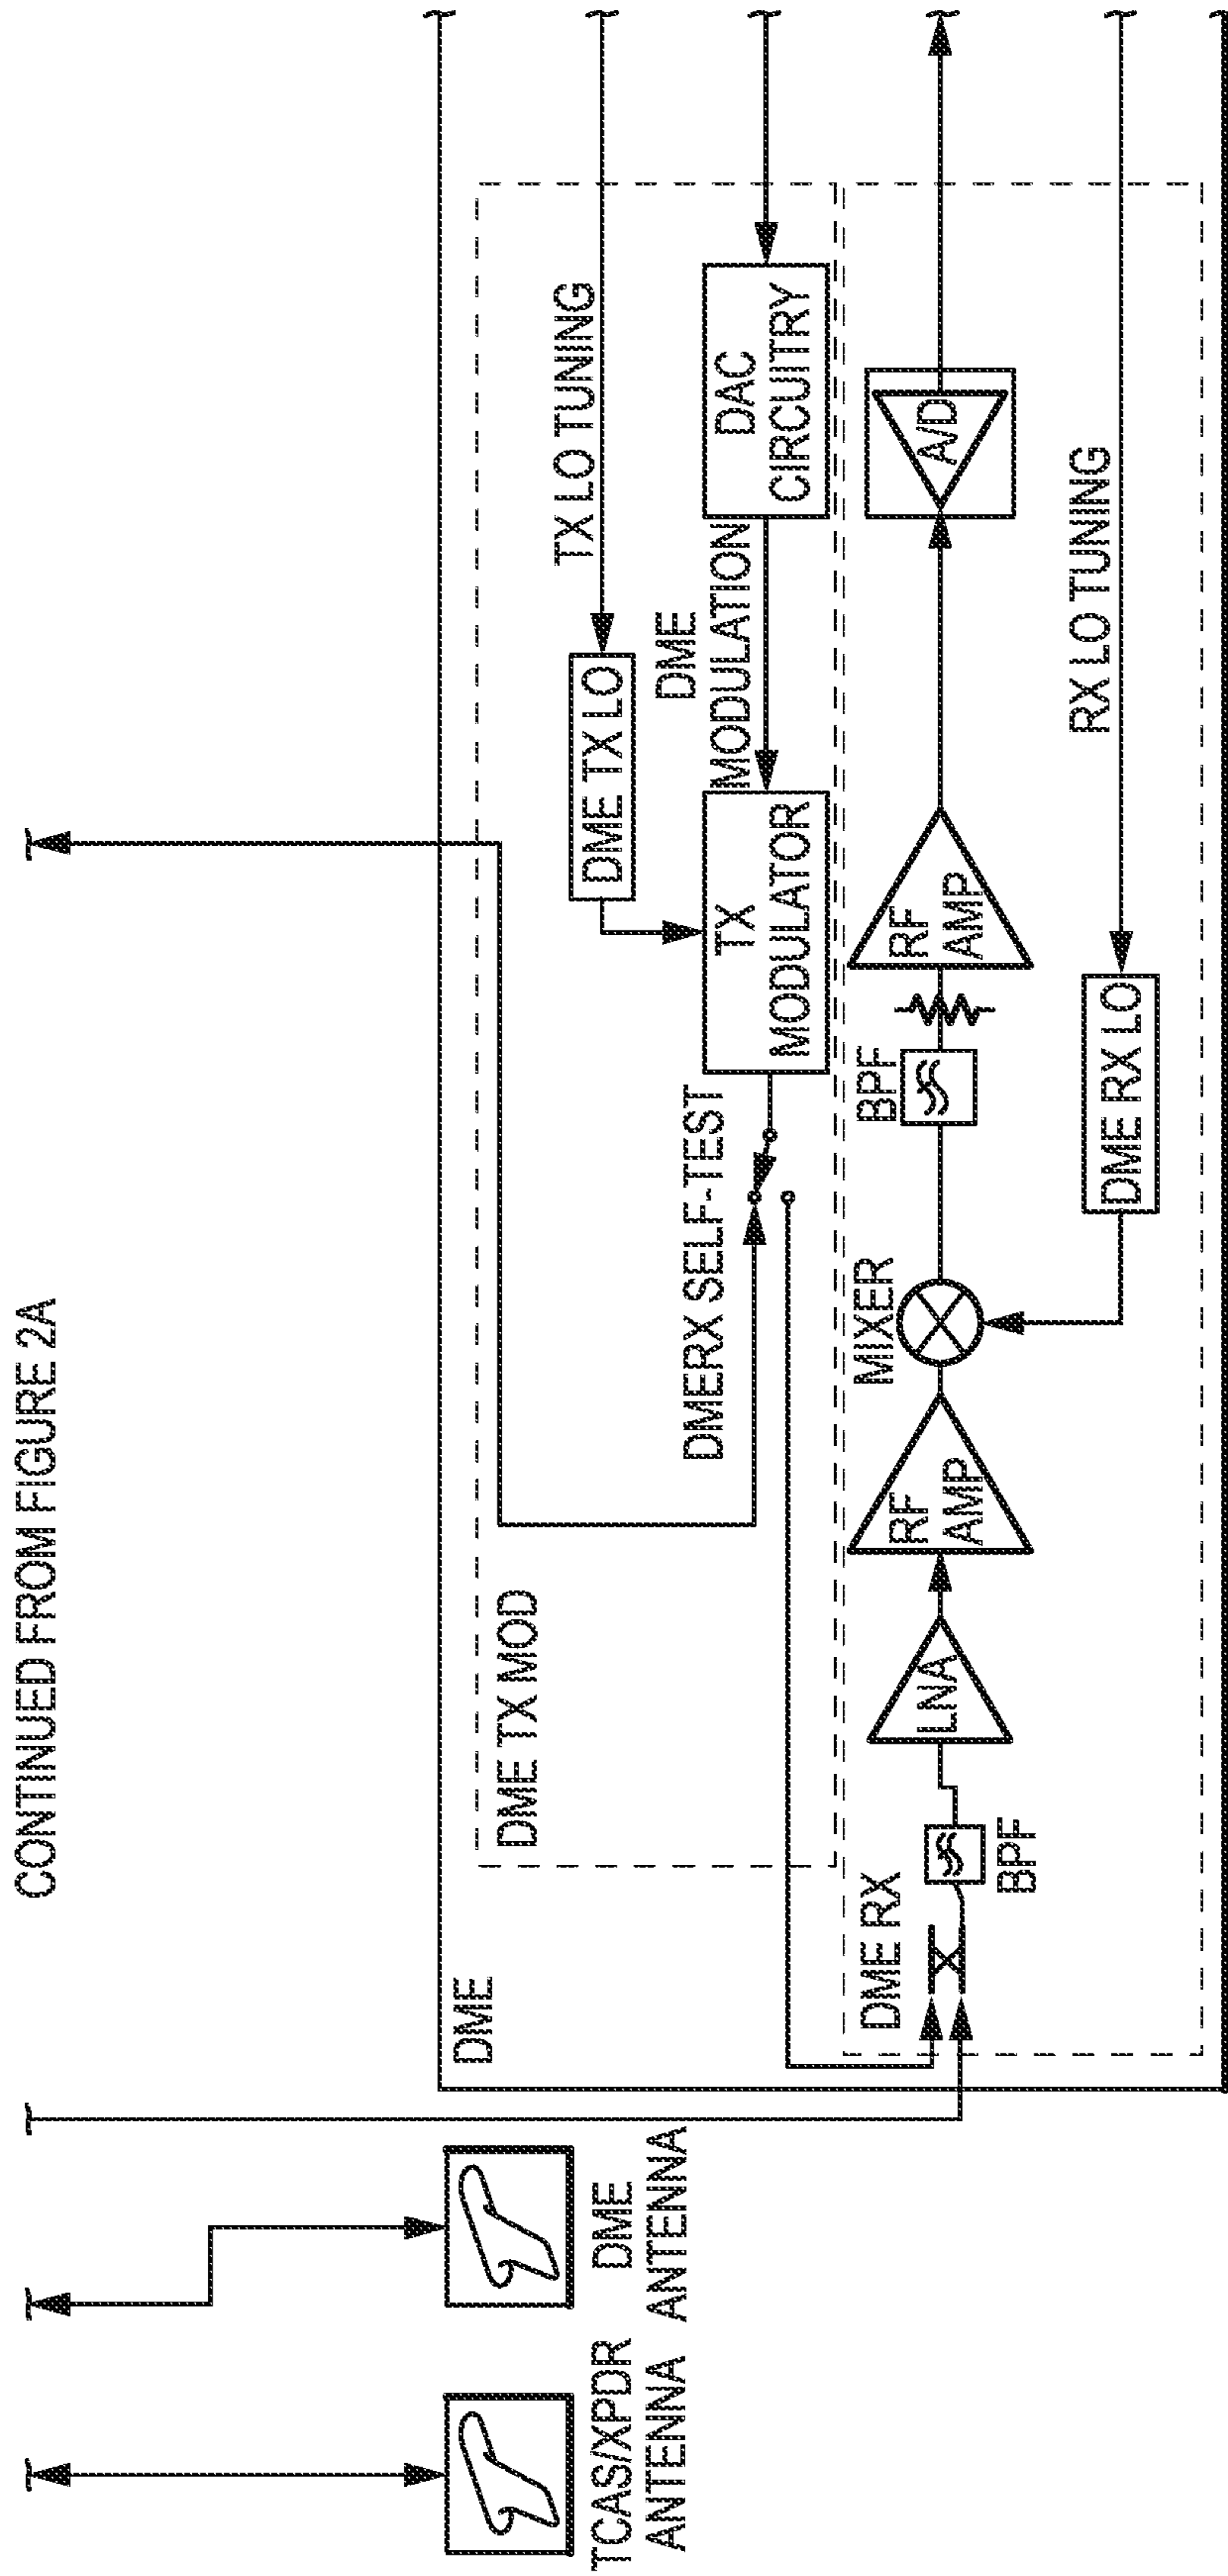 CONTINUED FROM FIGURE 2A
TCAS/XPDR
ANTENNA
DME
ANTENNA
DME
DME TX MOD
TX LO TUNING
DME TX LO
DME
MODULATION
DAC
CIRCUITRY
TX
MODULATOR
DMERX SELF-TEST
DME RX
BPF
LNA
RF
AMP
MIXER
BPF
RF
AMP
A/D
DME RX LO
RX LO TUNING